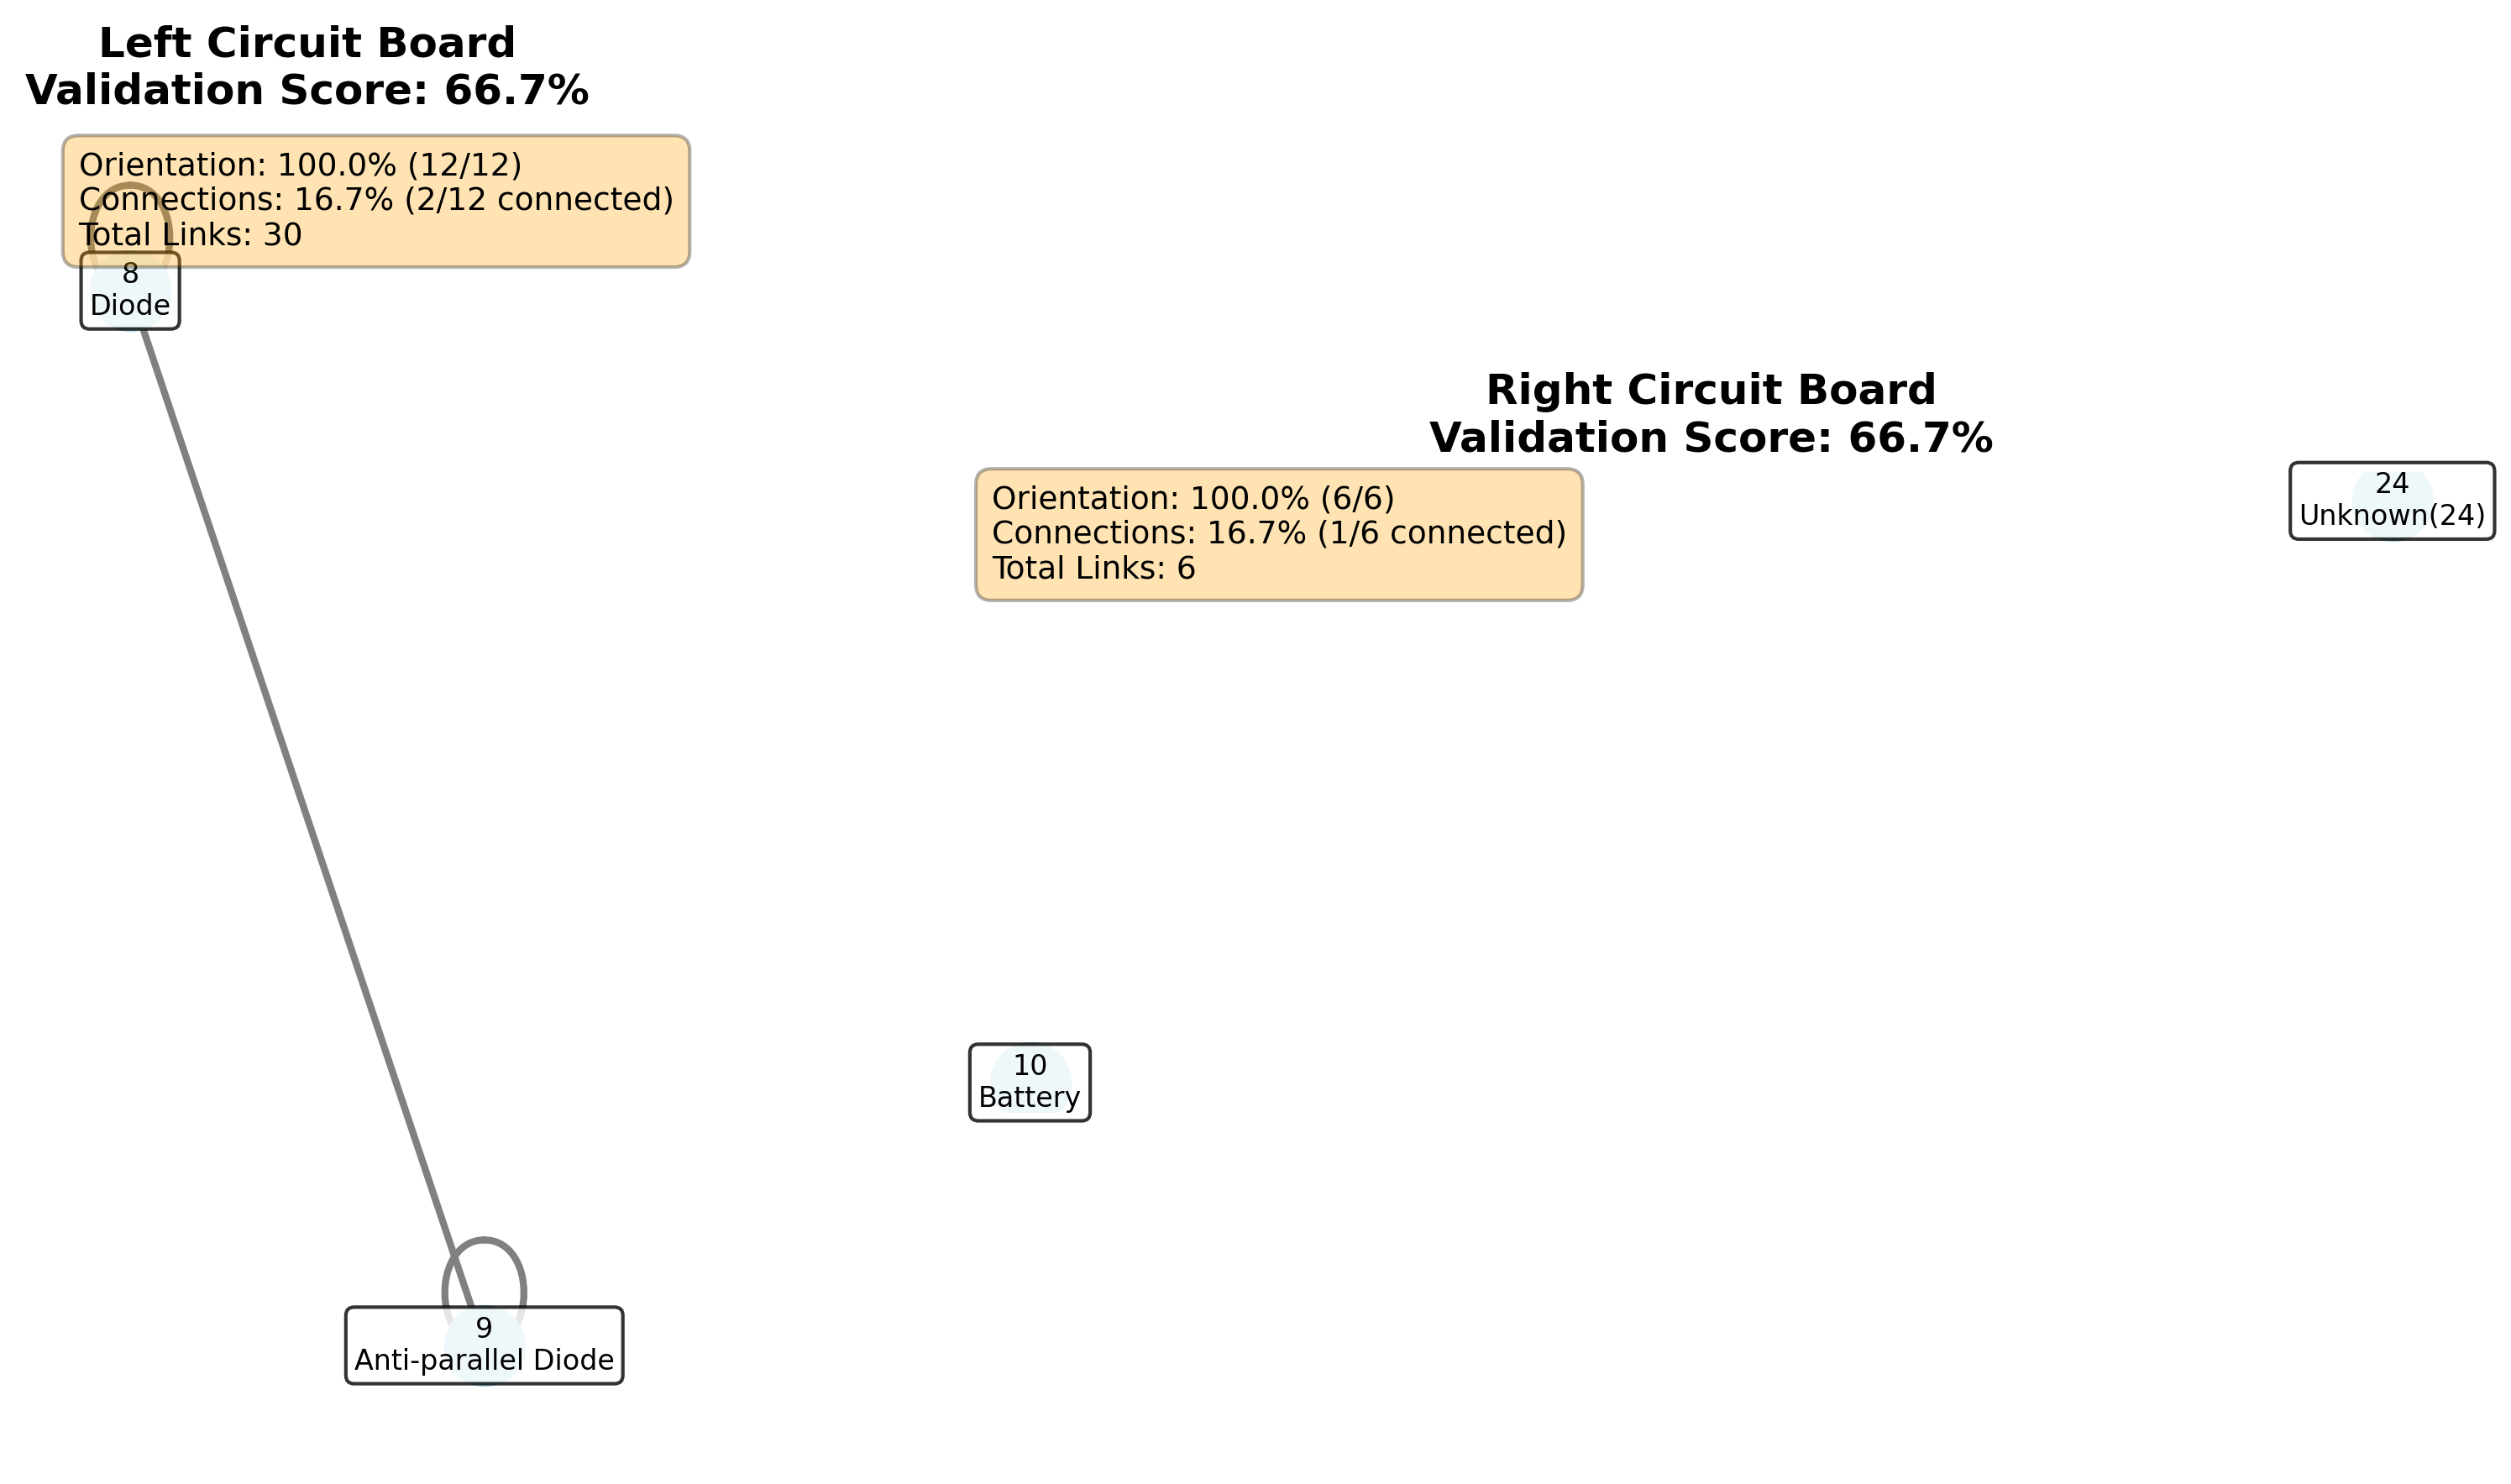 Left Circuit Board
Validation Score: 66.7%
Orientation: 100.0% (12/12)
Connections: 16.7% (2/12 connected)
Total Links: 30
8
Diode
9
Anti-parallel Diode
Right Circuit Board
Validation Score: 66.7%
Orientation: 100.0% (6/6)
Connections: 16.7% (1/6 connected)
Total Links: 6
24
Unknown(24)
10
Battery